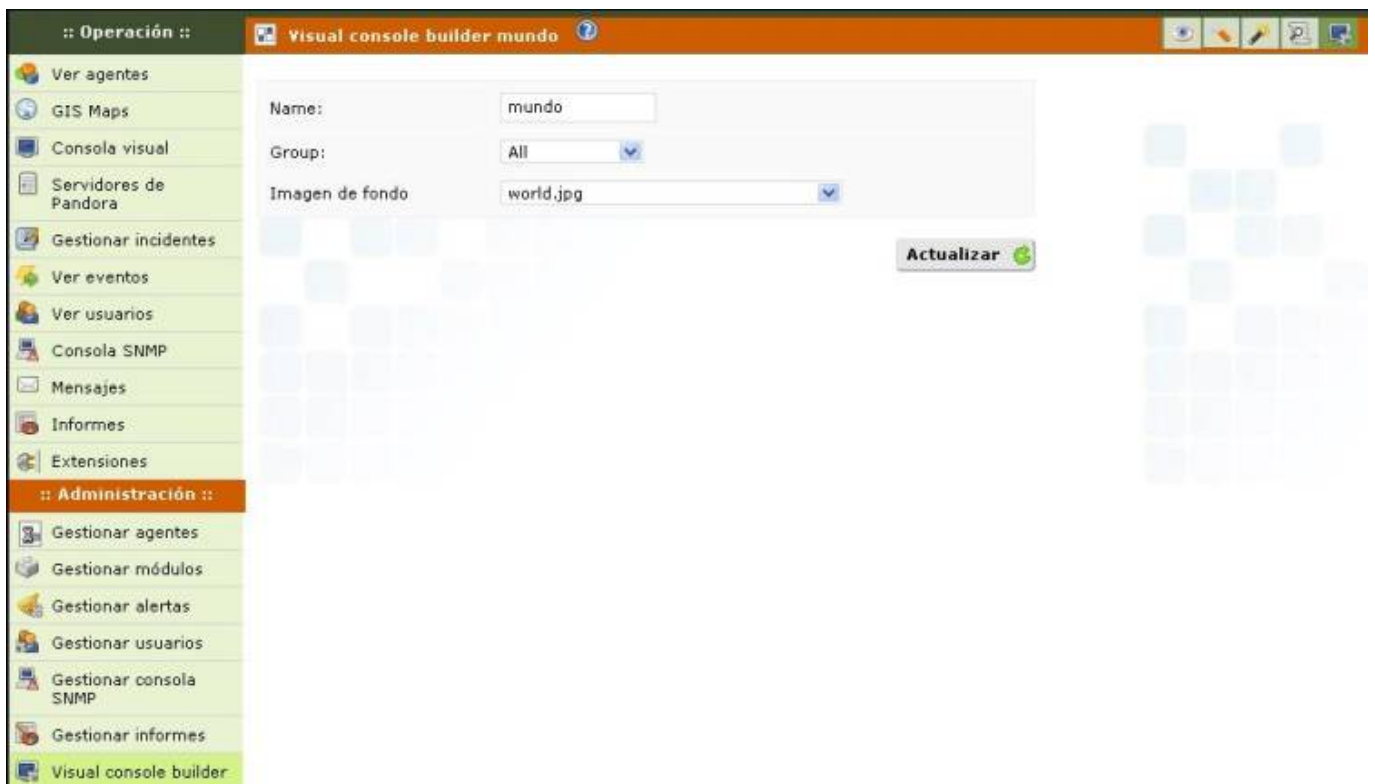 :: Operación ::
Ver agentes
GIS Maps
Consola visual
Servidores de
Pandora
Gestionar incidentes
Ver eventos
Ver usuarios
Consola SNMP
Mensajes
Informes
Extensiones
:: Administración ::
Gestionar agentes
Gestionar módulos
Gestionar alertas
Gestionar usuarios
Gestionar consola
SNMP
Gestionar informes
Visual console builder
Visual console builder mundo ?
Name: mundo
Group: All
Imagen de fondo world.jpg
Actualizar